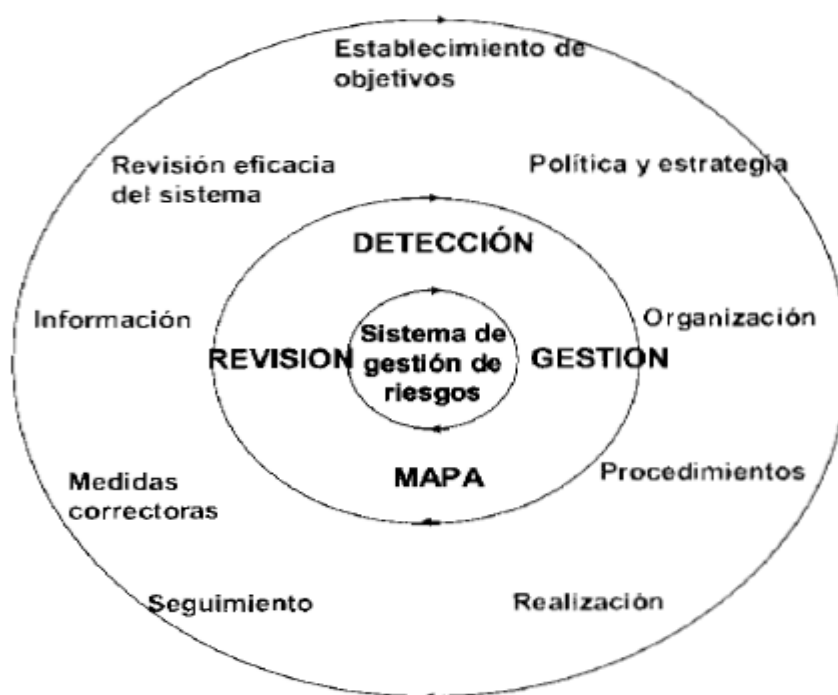 Establecimiento de
objetivos
Revisión eficacia
del sistema
Política y estrategia
DETECCIÓN
Información
Organización
REVISION
Sistema de
gestión de
riesgos
GESTION
MAPA
Procedimientos
Medidas
correctoras
Seguimiento
Realización